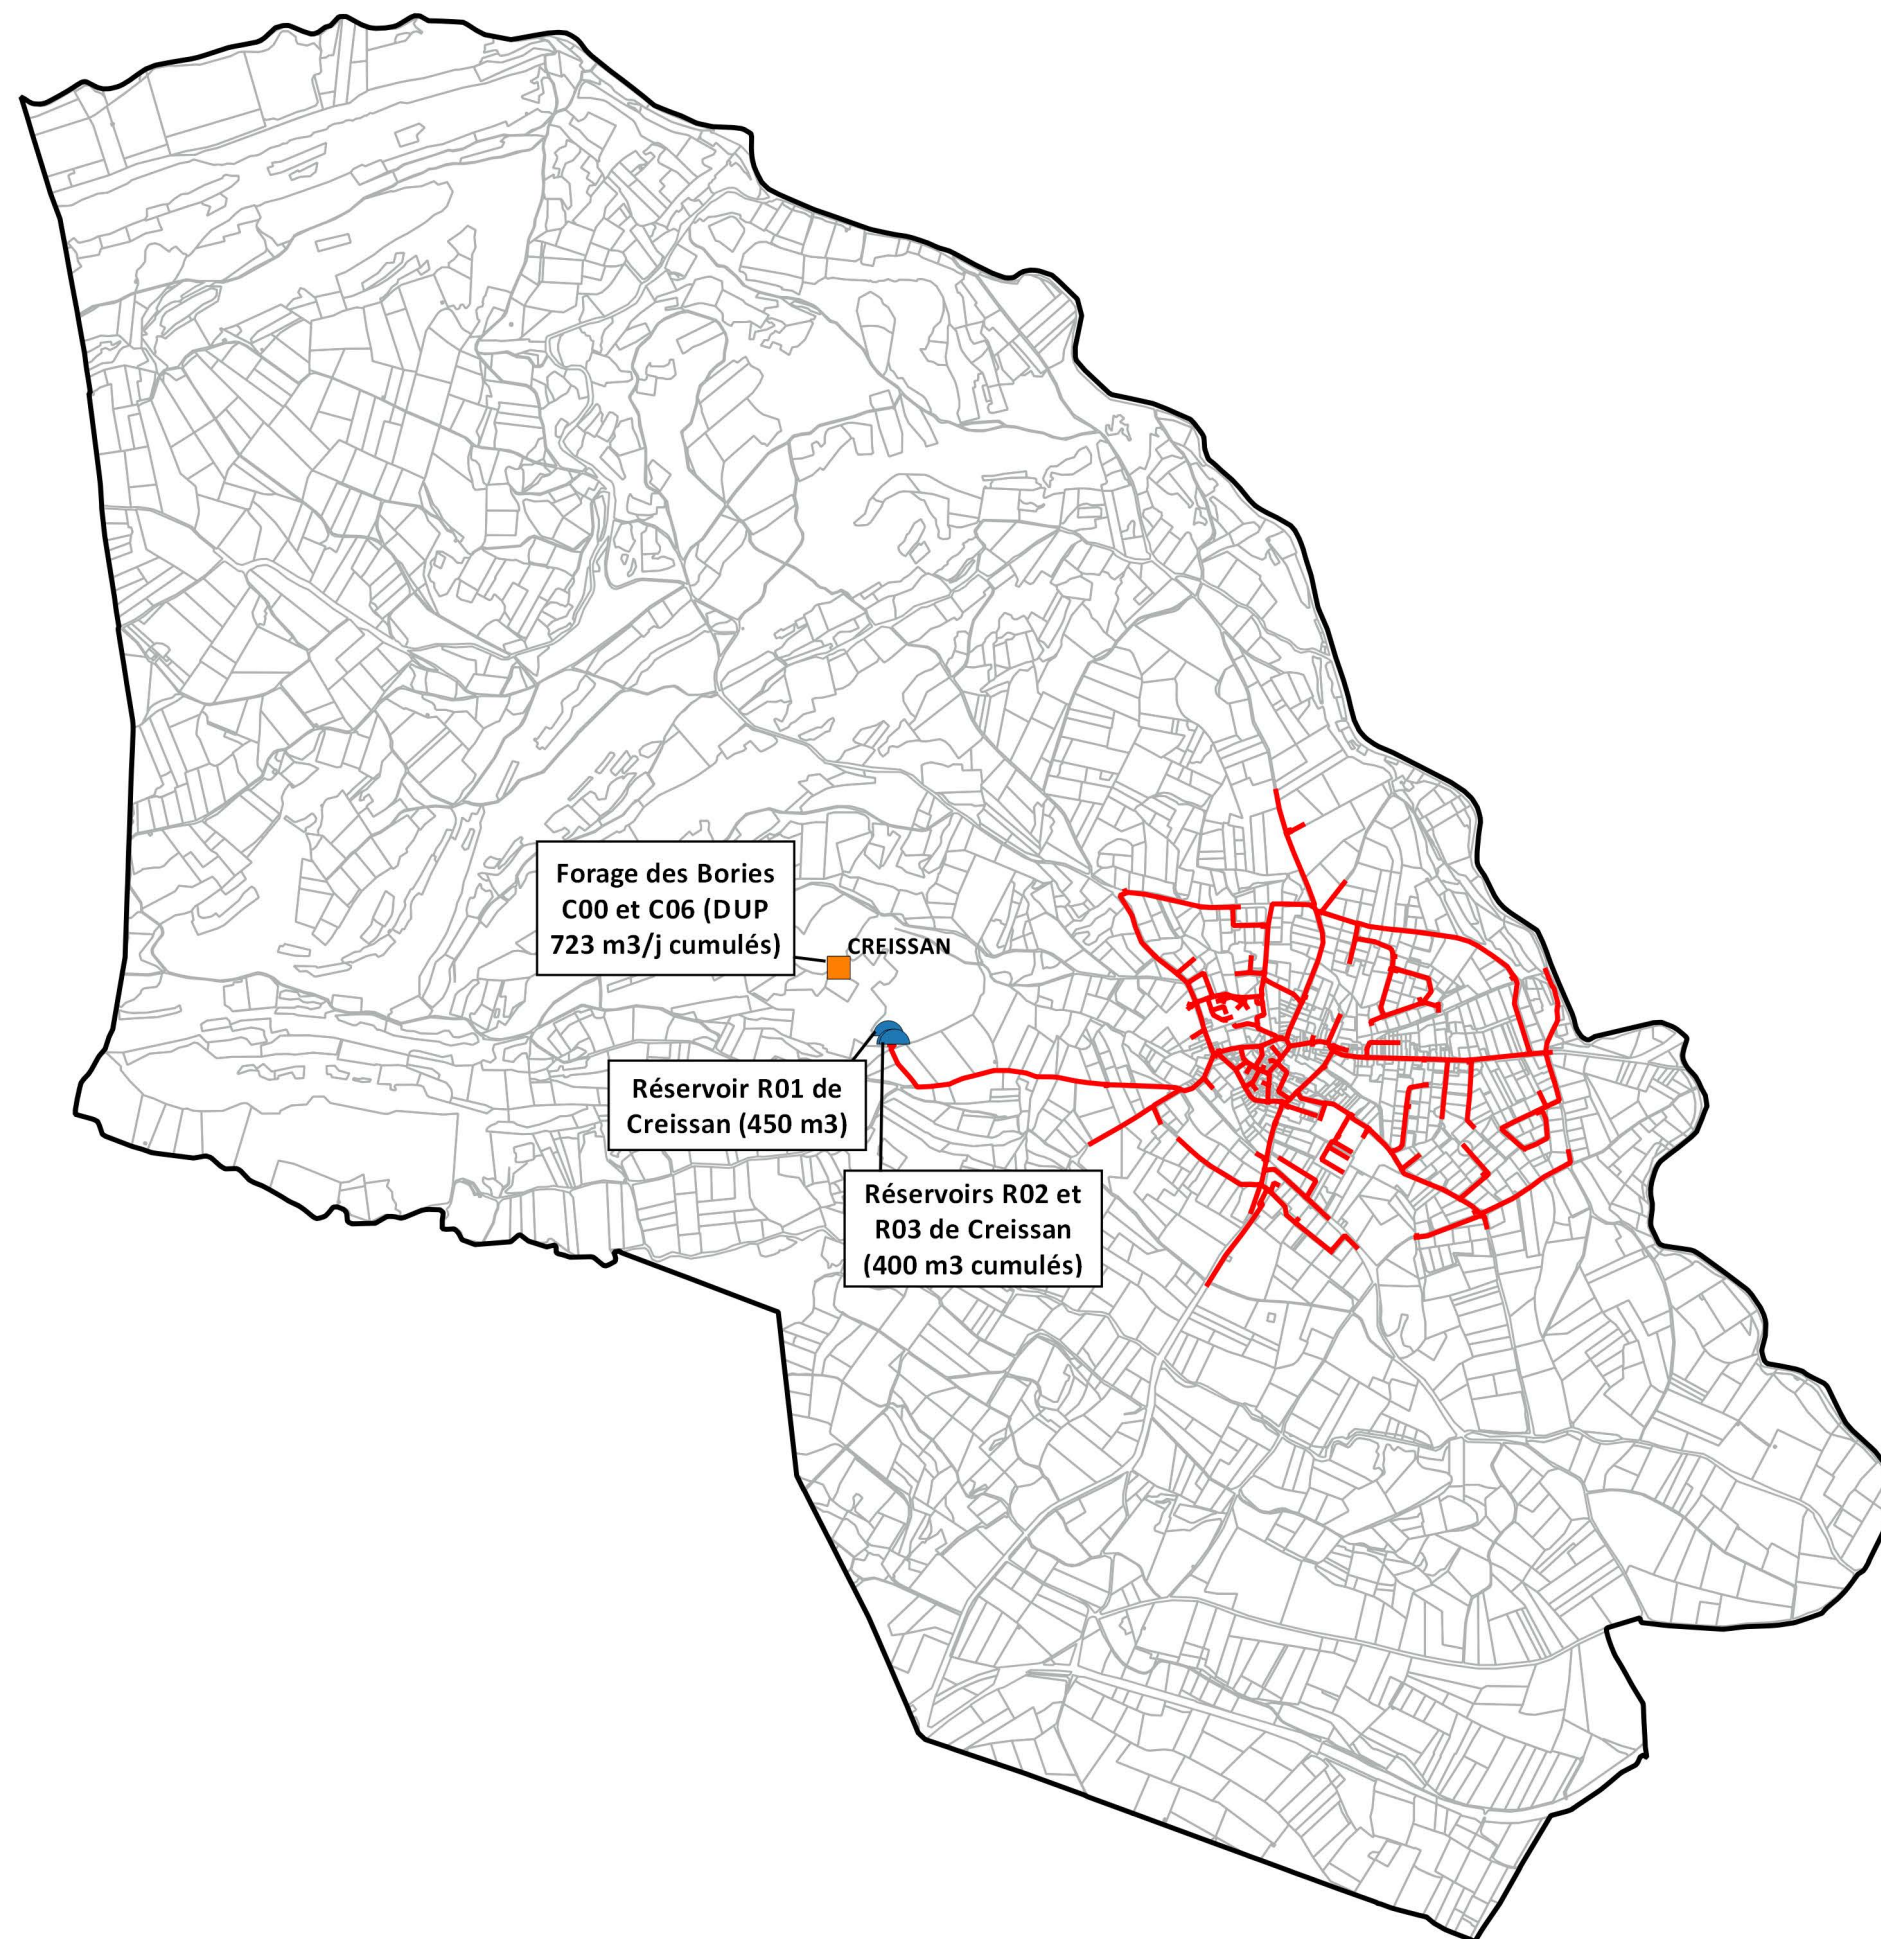 Forage des Bories
C00 et C06 (DUP
723 m3/j cumulés)
CREISSAN
Réservoir R01 de
Creissan (450 m3)
Réservoirs R02 et
R03 de Creissan
(400 m3 cumulés)